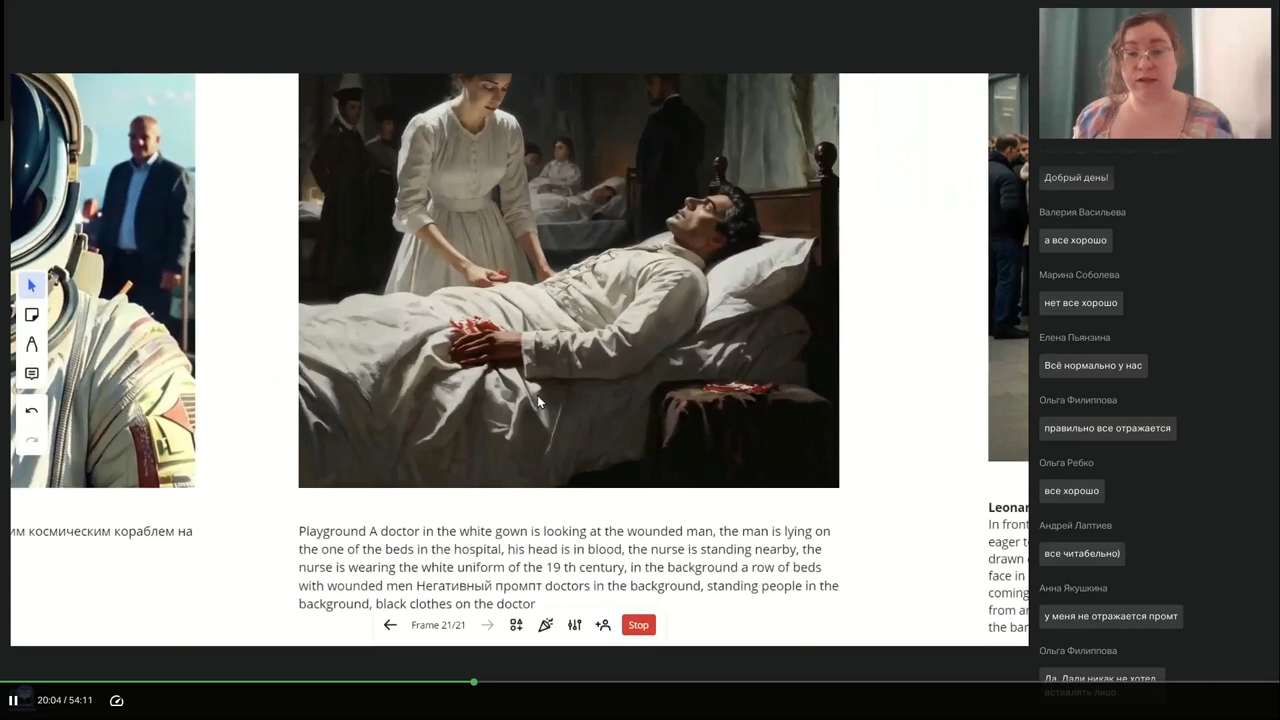 Добрый день!
Валерия Васильева
а все хорошо
Марина Соболева
нет все хорошо
Елена Пьянзина
Всё нормально у нас
Ольга Филиппова
правильно все отражается
Ольга Ребко
все хорошо
Андрей Лаптиев
все читабельно)
Анна Якушкина
у меня не отражается промт
Ольга Филиппова
Да, Дали никак не хотел
вставлять лицо
им космическим кораблем на
Playground A doctor in the white gown is looking at the wounded man, the man is lying on
the one of the beds in the hospital, his head is in blood, the nurse is standing nearby, the
nurse is wearing the white uniform of the 19 th century, in the background a row of beds
with wounded men Негативный промпт doctors in the background, standing people in the
background, black clothes on the doctor
Leonar
In front
eager t
drawn
face in
coming
from a
the bar
Frame 21/21
Stop
20:04 / 54:11